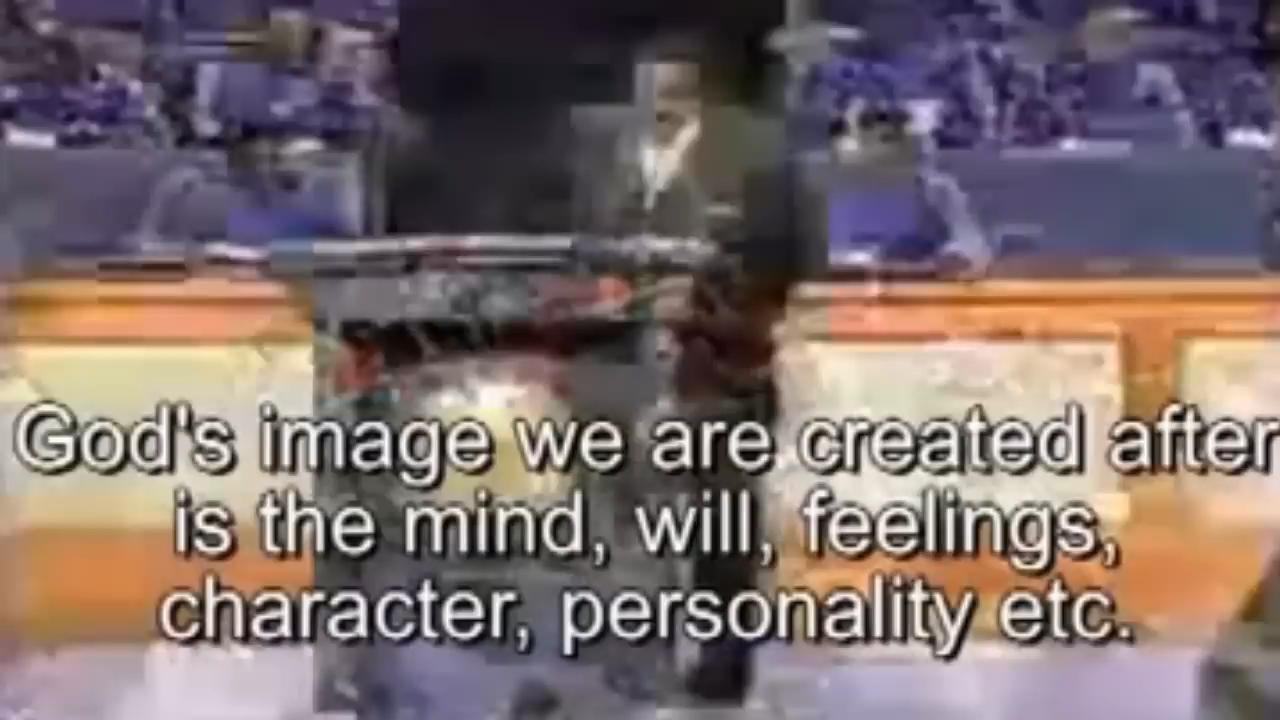 God's image we are created after
is the mind, will, feelings,
character, personality etc.